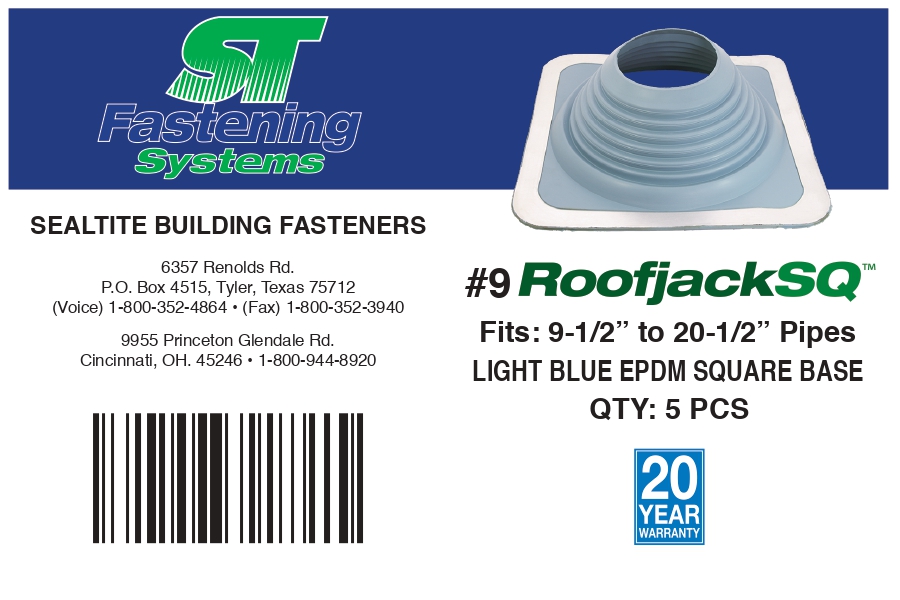 ST
Fastening
Systems
SEALTITE BUILDING FASTENERS
6357 Renolds Rd.
P.O. Box 4515, Tyler, Texas 75712
(Voice) 1-800-352-4864 • (Fax) 1-800-352-3940
9955 Princeton Glendale Rd.
Cincinnati, OH. 45246 • 1-800-944-8920
#9 RoofjackSQ™
Fits: 9-1/2” to 20-1/2” Pipes
LIGHT BLUE EPDM SQUARE BASE
QTY: 5 PCS
20
YEAR
WARRANTY